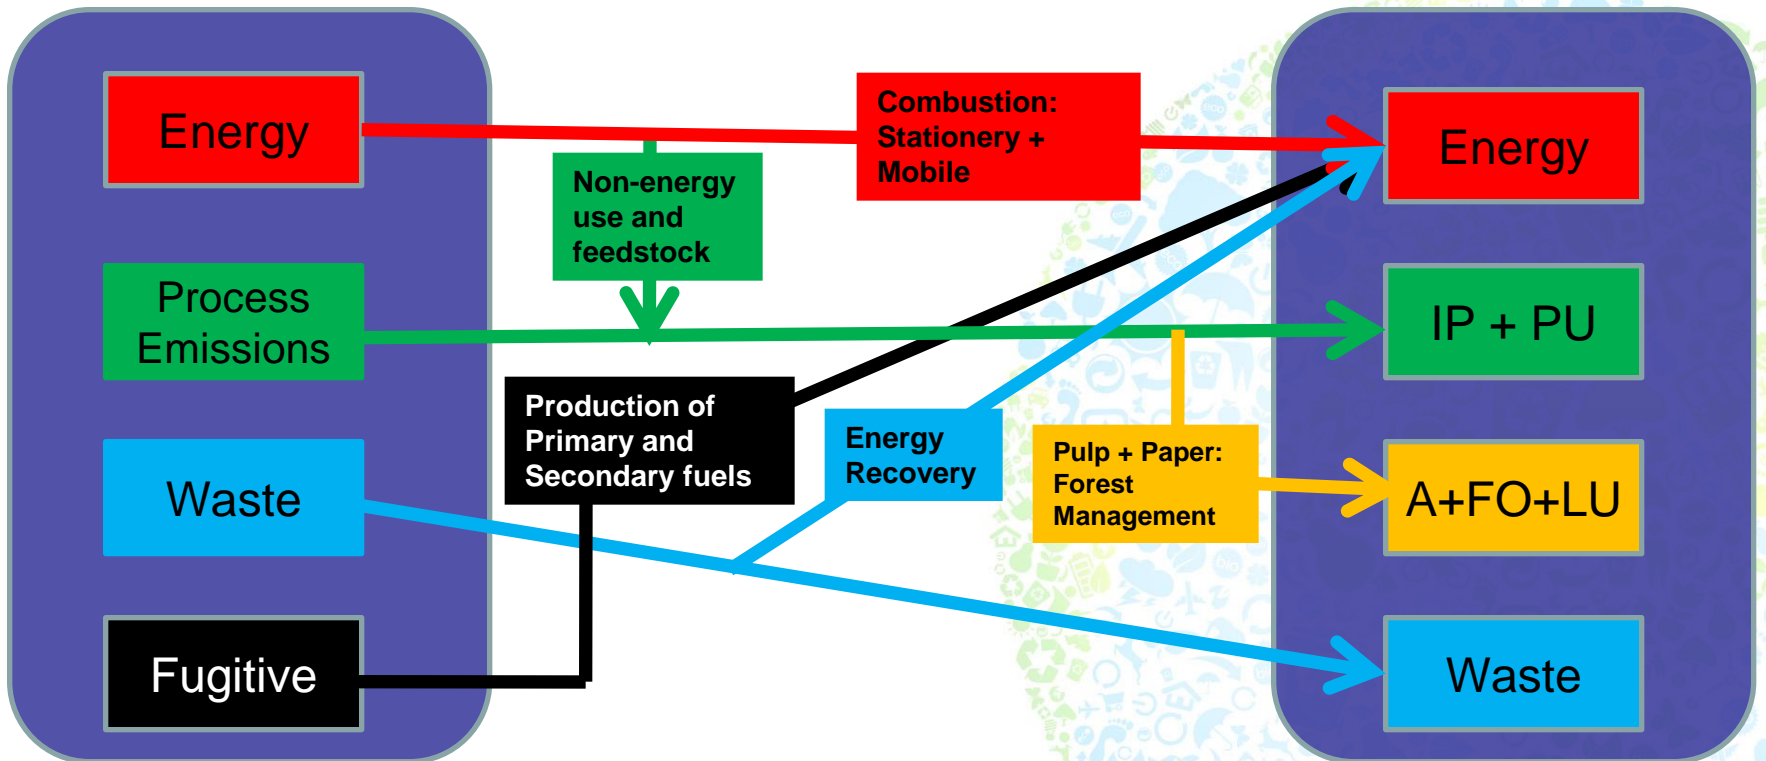 Energy
Process
Emissions
Waste
Fugitive
Combustion:
Stationery +
Mobile
Non-energy
use and
feedstock
Production of
Primary and
Secondary fuels
Energy
Recovery
Pulp + Paper:
Forest
Management
Energy
IP + PU
A+FO+LU
Waste